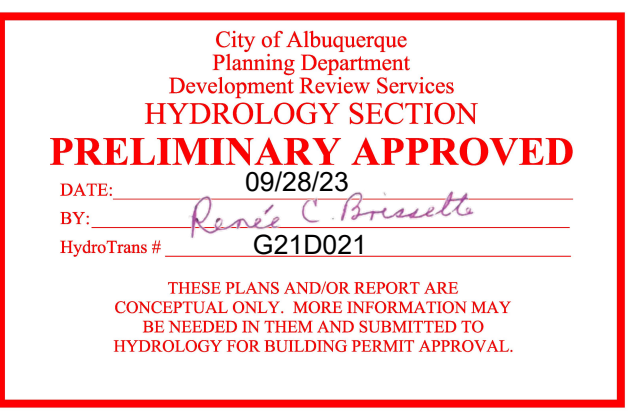 City of Albuquerque
Planning Department
Development Review Services
HYDROLOGY SECTION
PRELIMINARY APPROVED
DATE: 09/28/23
BY: Renée C. Brissette
HydroTrans # G21D021
THESE PLANS AND/OR REPORT ARE
CONCEPTUAL ONLY. MORE INFORMATION MAY
BE NEEDED IN THEM AND SUBMITTED TO
HYDROLOGY FOR BUILDING PERMIT APPROVAL.